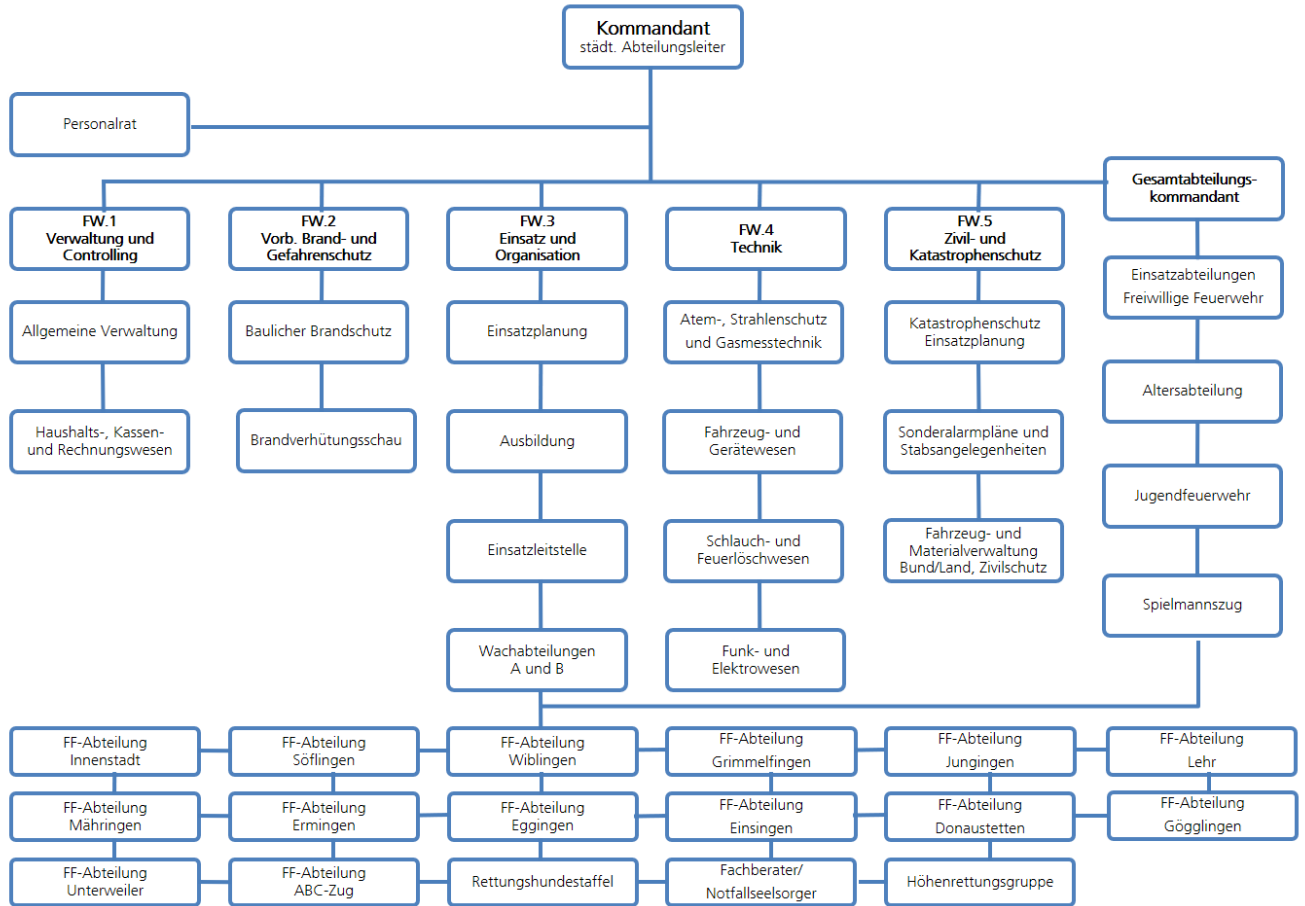 Kommandant
städt. Abteilungsleiter
Personalrat
Gesamtabteilungs-
kommandant
FW.1
Verwaltung und
Controlling
FW.2
Vorb. Brand- und
Gefahrenschutz
FW.3
Einsatz und
Organisation
FW.4
Technik
FW.5
Zivil- und
Katastrophenschutz
Einsatzabteilungen
Freiwillige Feuerwehr
Allgemeine Verwaltung
Baulicher Brandschutz
Einsatzplanung
Atem-, Strahlenschutz
und Gasmesstechnik
Katastrophenschutz
Einsatzplanung
Altersabteilung
Haushalts-, Kassen-
und Rechnungswesen
Brandverhütungsschau
Ausbildung
Fahrzeug- und
Gerätewesen
Sonderalarmpläne und
Stabsangelegenheiten
Jugendfeuerwehr
Einsatzleitstelle
Schlauch- und
Feuerlöschwesen
Fahrzeug- und
Materialverwaltung
Bund/Land, Zivilschutz
Spielmannszug
Wachabteilungen
A und B
Funk- und
Elektrowesen
FF-Abteilung
Innenstadt
FF-Abteilung
Söflingen
FF-Abteilung
Wiblingen
FF-Abteilung
Grimmelfingen
FF-Abteilung
Jungingen
FF-Abteilung
Lehr
FF-Abteilung
Mähringen
FF-Abteilung
Ermingen
FF-Abteilung
Eggingen
FF-Abteilung
Einsingen
FF-Abteilung
Donaustetten
FF-Abteilung
Gögglingen
FF-Abteilung
Unterweiler
FF-Abteilung
ABC-Zug
Rettungshundestaffel
Fachberater/
Notfallseelsorger
Höhenrettungsgruppe